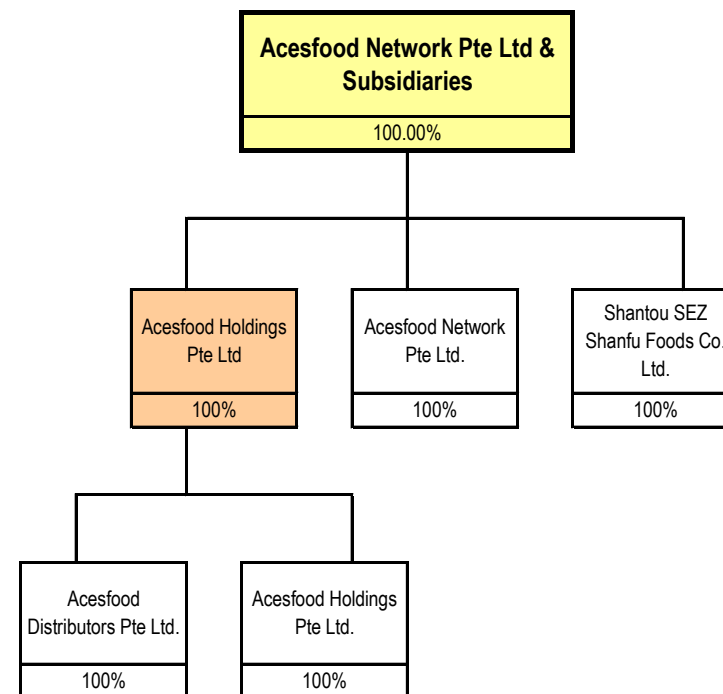 Acesfood Network Pte Ltd &
Subsidiaries
100.00%
Acesfood Holdings
Pte Ltd
100%
Acesfood Network
Pte Ltd.
100%
Shantou SEZ
Shanfu Foods Co.
Ltd.
100%
Acesfood
Distributors Pte Ltd.
100%
Acesfood Holdings
Pte Ltd.
100%